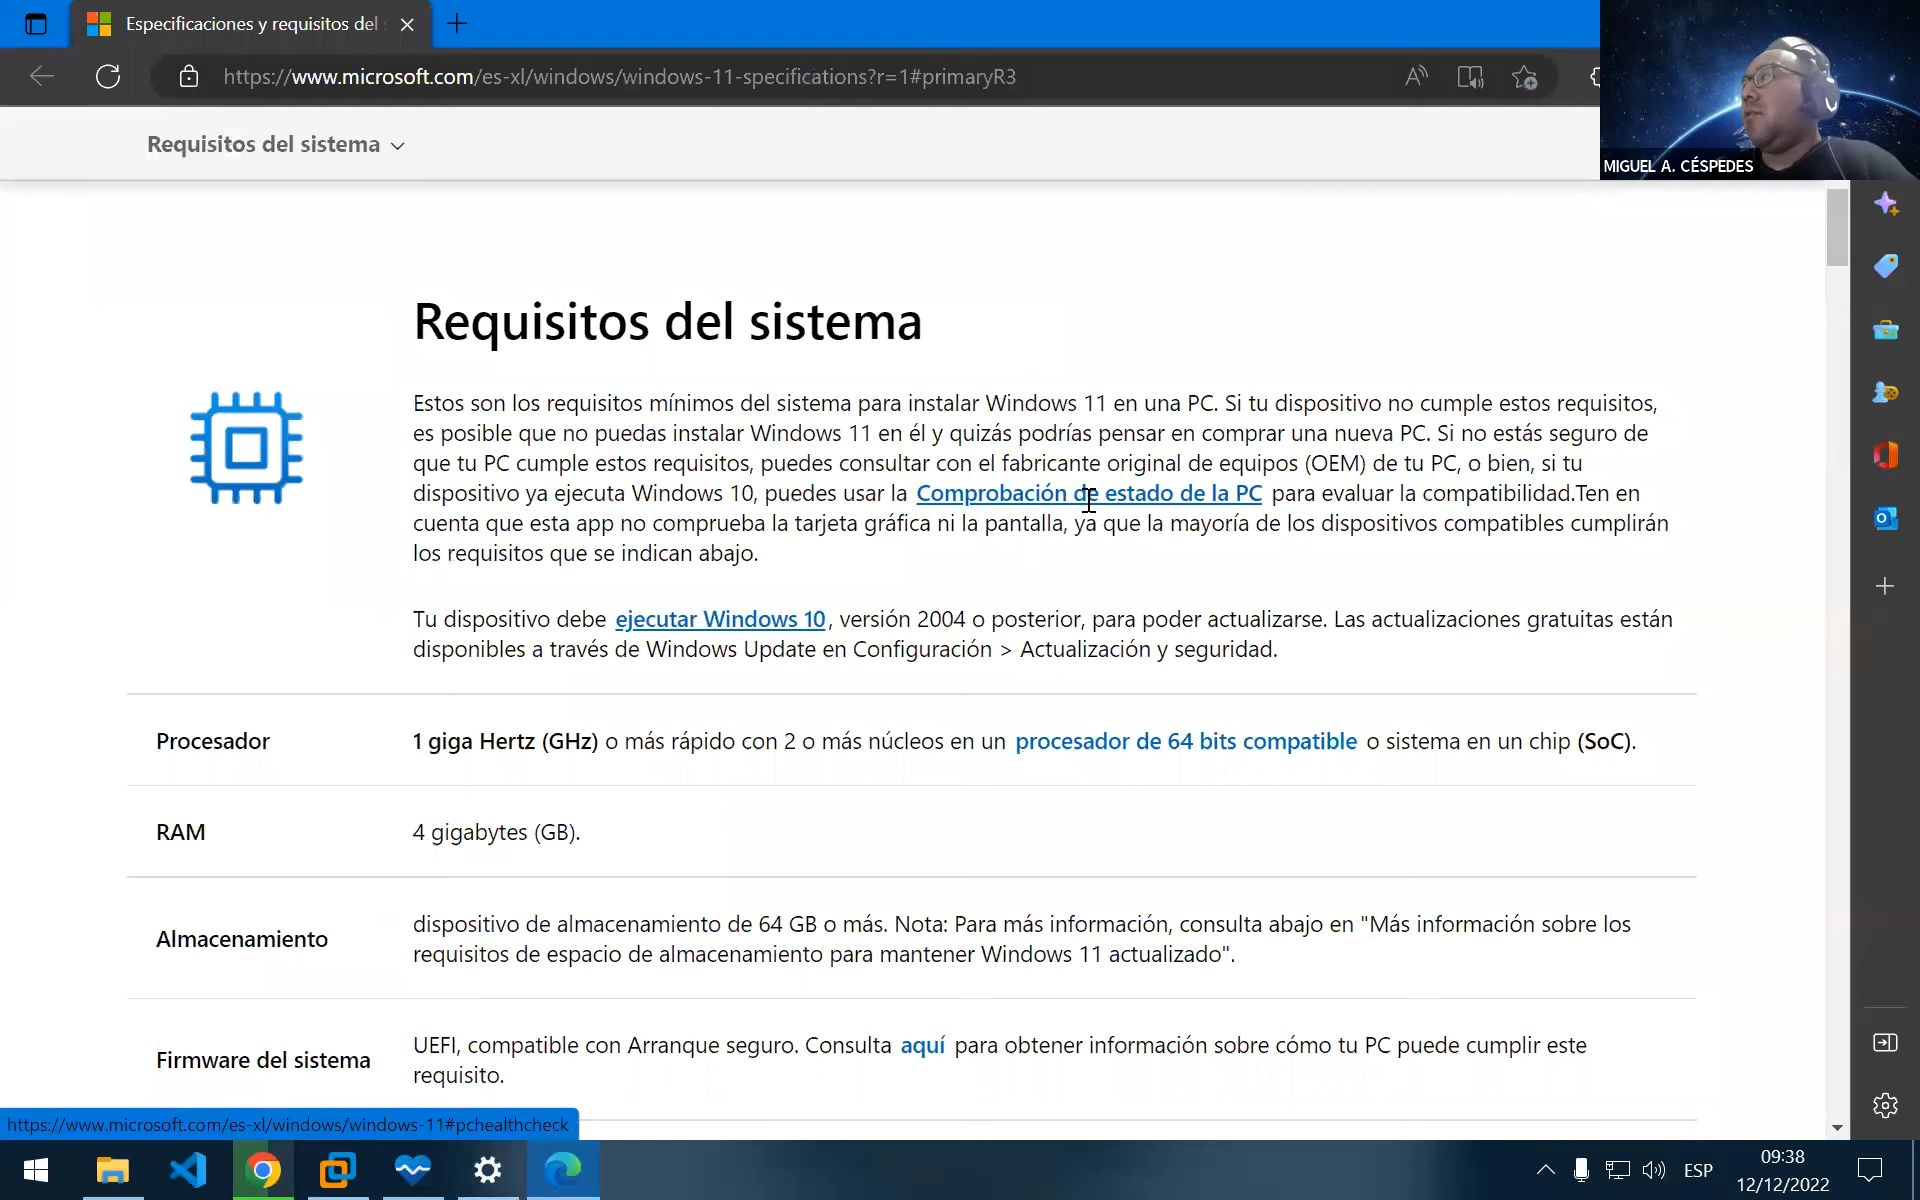 Especificaciones y requisitos del
https://www.microsoft.com/es-xl/windows/windows-11-specifications?r=1#primaryR3
MIGUEL A. CÉSPEDES
Requisitos del sistema
Requisitos del sistema
Estos son los requisitos mínimos del sistema para instalar Windows 11 en una PC. Si tu dispositivo no cumple estos requisitos,
es posible que no puedas instalar Windows 11 en él y quizás podrías pensar en comprar una nueva PC. Si no estás seguro de
que tu PC cumple estos requisitos, puedes consultar con el fabricante original de equipos (OEM) de tu PC, o bien, si tu
dispositivo ya ejecuta Windows 10, puedes usar la Comprobación de estado de la PC para evaluar la compatibilidad.Ten en
cuenta que esta app no comprueba la tarjeta gráfica ni la pantalla, ya que la mayoría de los dispositivos compatibles cumplirán
los requisitos que se indican abajo.
Tu dispositivo debe ejecutar Windows 10, versión 2004 o posterior, para poder actualizarse. Las actualizaciones gratuitas están
disponibles a través de Windows Update en Configuración > Actualización y seguridad.
Procesador
1 giga Hertz (GHz) o más rápido con 2 o más núcleos en un procesador de 64 bits compatible o sistema en un chip (SoC).
RAM
4 gigabytes (GB).
Almacenamiento
dispositivo de almacenamiento de 64 GB o más. Nota: Para más información, consulta abajo en "Más información sobre los
requisitos de espacio de almacenamiento para mantener Windows 11 actualizado".
Firmware del sistema
UEFI, compatible con Arranque seguro. Consulta aquí para obtener información sobre cómo tu PC puede cumplir este
requisito.
https://www.microsoft.com/es-xl/windows/windows-11#pchealthcheck
ESP
09:38
12/12/2022